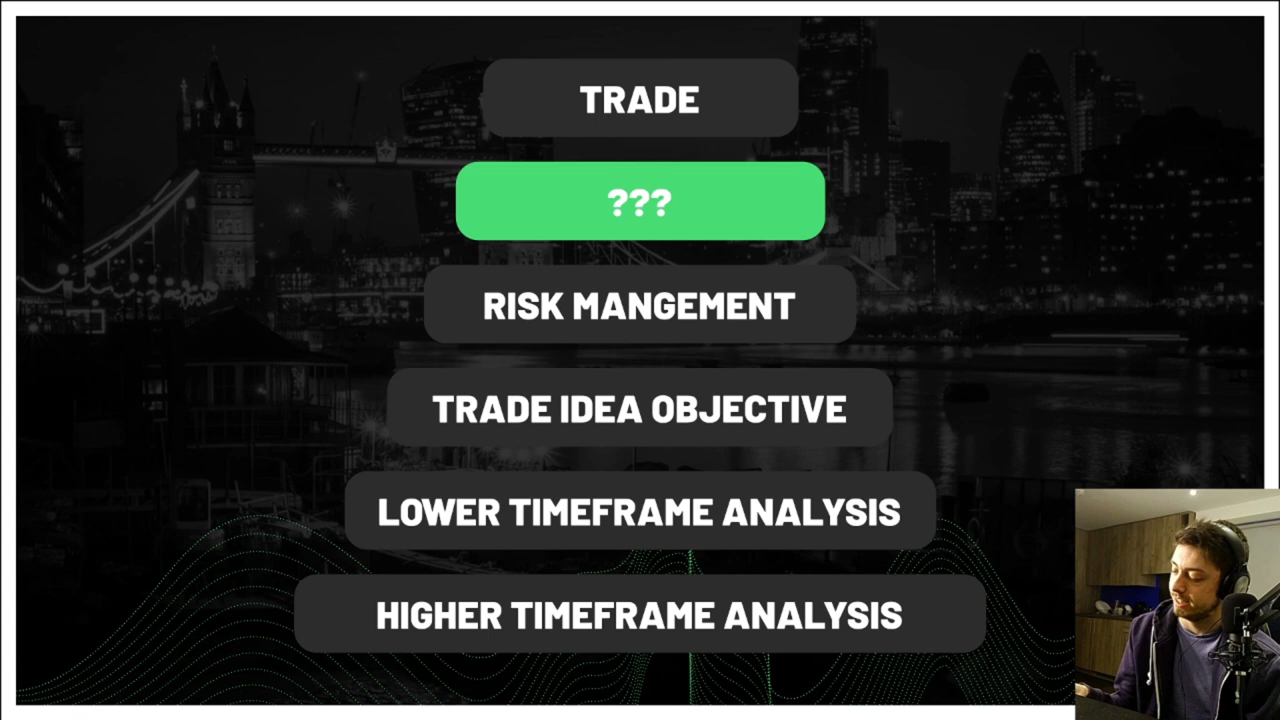 TRADE
???
RISK MANGEMENT
TRADE IDEA OBJECTIVE
LOWER TIMEFRAME ANALYSIS
HIGHER TIMEFRAME ANALYSIS